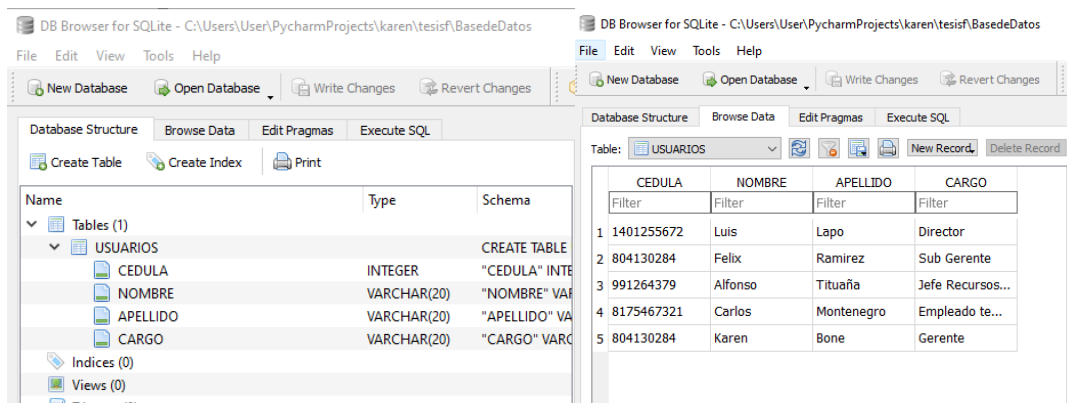 DB Browser for SQLite - C:\Users\User\PycharmProjects\karen\tesisf\BasedeDatos
File Edit View Tools Help
New Database Open Database Write Changes Revert Changes
Database Structure Browse Data Edit Pragmas Execute SQL
Create Table Create Index Print
Name Type Schema
Tables (1)
USUARIOS CREATE TABLE
CEDULA INTEGER "CEDULA" INTE
NOMBRE VARCHAR(20) "NOMBRE" VAR
APELLIDO VARCHAR(20) "APELLIDO" VA
CARGO VARCHAR(20) "CARGO" VARC
Indices (0)
Views (0)
DB Browser for SQLite - C:\Users\User\PycharmProjects\karen\tesisf\BasedeDatos
File Edit View Tools Help
New Database Open Database Write Changes Revert Changes
Database Structure Browse Data Edit Pragmas Execute SQL
Table: USUARIOS New Record Delete Record
CEDULA NOMBRE APELLIDO CARGO
Filter Filter Filter Filter
1 1401255672 Luis Lapo Director
2 804130284 Felix Ramirez Sub Gerente
3 991264379 Alfonso Tituaña Jefe Recursos...
4 8175467321 Carlos Montenegro Empleado te...
5 804130284 Karen Bone Gerente